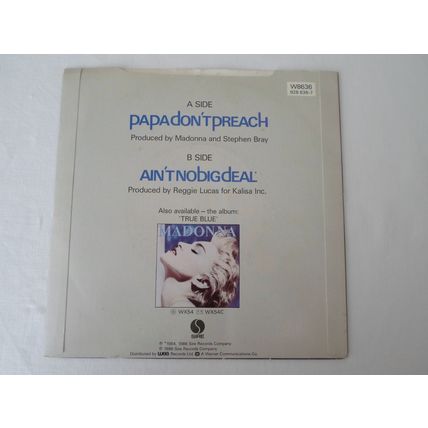 W8636
928 636-7
A SIDE
PAPA DON'T PREACH
Produced by Madonna and Stephen Bray
B SIDE
AIN'T NO BIG DEAL*
Produced by Reggie Lucas for Kalisa Inc.
Also available – the album:
'TRUE BLUE'
MADONNA
WX54 WX54C
SIRE
℗ *1984, 1986 Sire Records Company
© 1986 Sire Records Company
Distributed by wea Records Ltd. A Warner Communications Co.